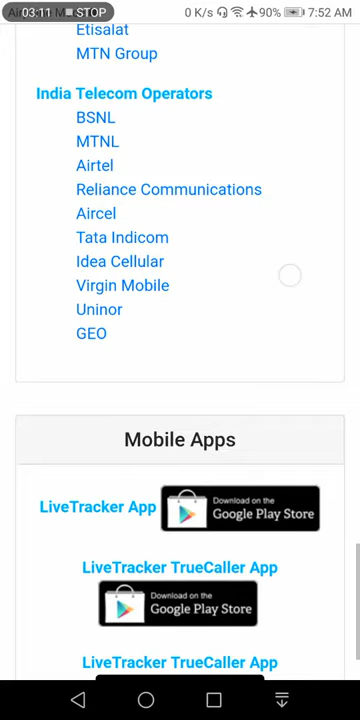 03:11 STOP 0 K/s 90% 7:52 AM
Etisalat
MTN Group
India Telecom Operators
BSNL
MTNL
Airtel
Reliance Communications
Aircel
Tata Indicom
Idea Cellular
Virgin Mobile
Uninor
GEO
Mobile Apps
LiveTracker App
Download on the
Google Play Store
LiveTracker TrueCaller App
Download on the
Google Play Store
LiveTracker TrueCaller App